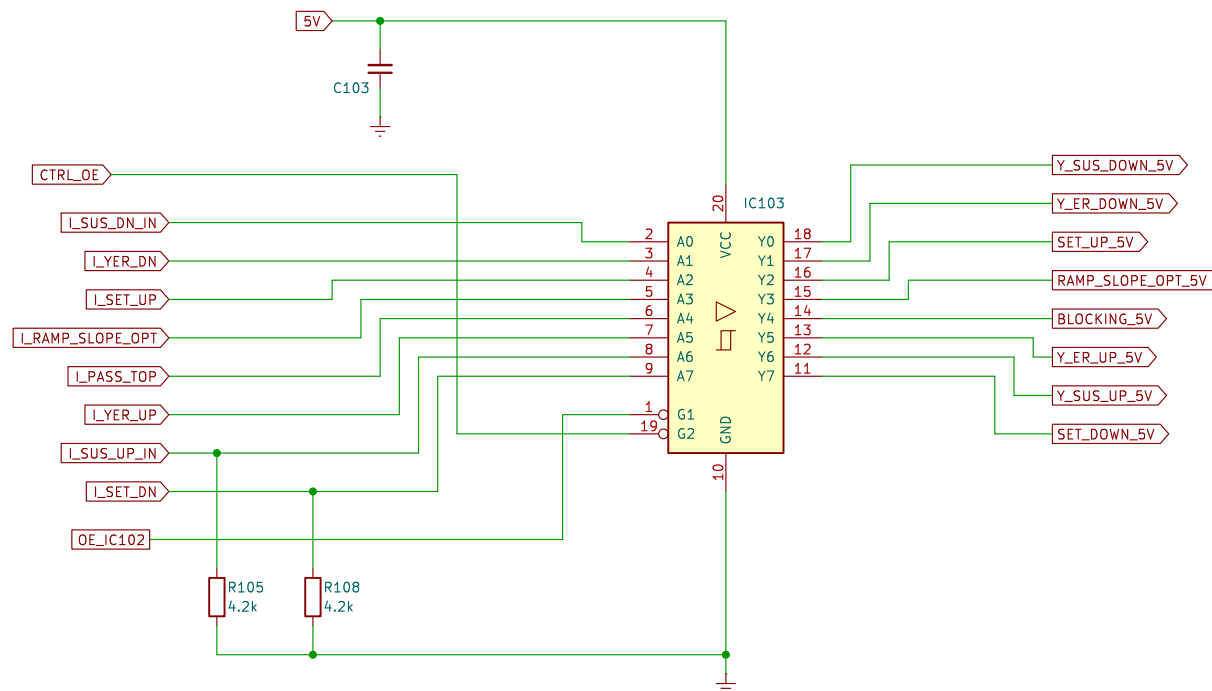 5V
C103
CTRL_OE
I_SUS_DN_IN
I_YER_DN
I_SET_UP
I_RAMP_SLOPE_OPT
I_PASS_TOP
I_YER_UP
I_SUS_UP_IN
I_SET_DN
OE_IC102
R105
4.2k
R108
4.2k
IC103
20
VCC
2 A0 Y0 18
3 A1 Y1 17
4 A2 Y2 16
5 A3 Y3 15
6 A4 Y4 14
7 A5 Y5 13
8 A6 Y6 12
9 A7 Y7 11
1 G1
19 G2
GND
10
Y_SUS_DOWN_5V
Y_ER_DOWN_5V
SET_UP_5V
RAMP_SLOPE_OPT_5V
BLOCKING_5V
Y_ER_UP_5V
Y_SUS_UP_5V
SET_DOWN_5V